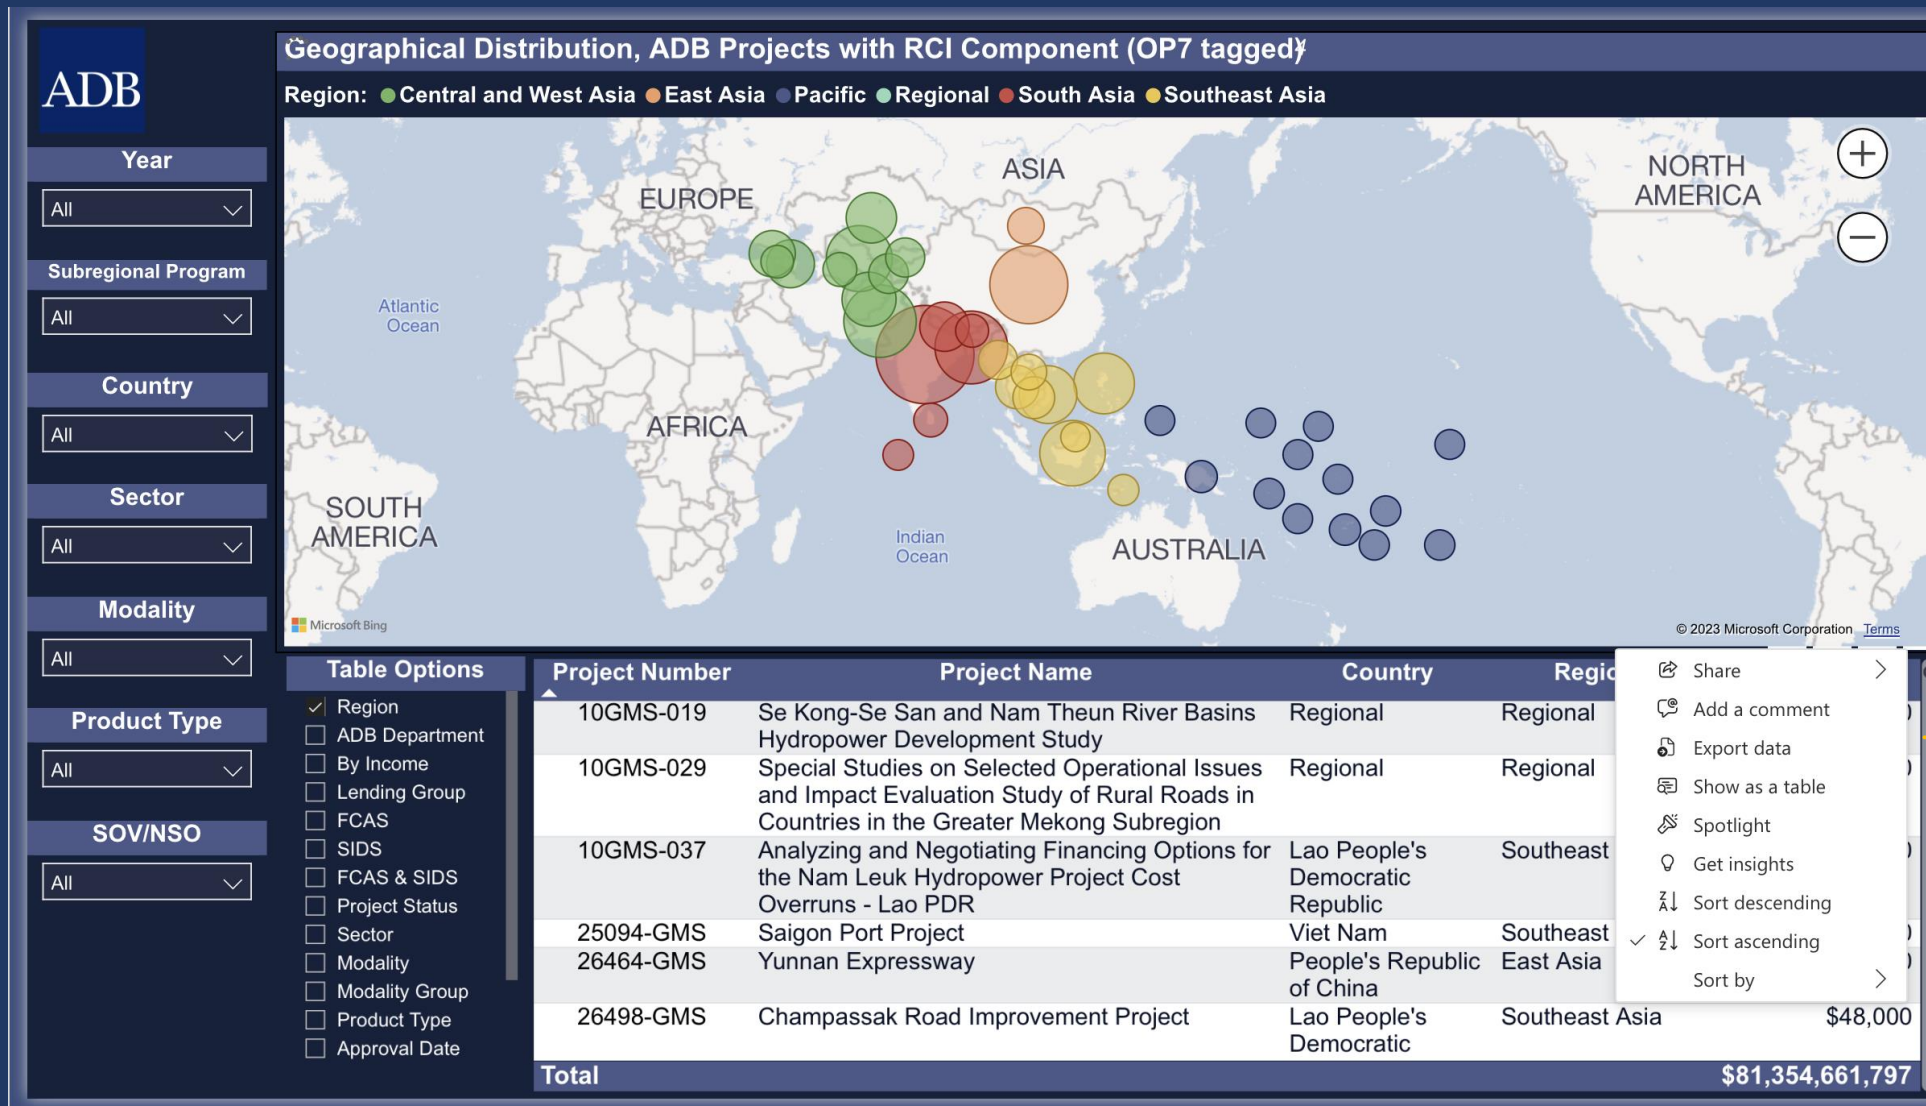 ADB
Geographical Distribution, ADB Projects with RCI Component (OP7 tagged)
Region: Central and West Asia East Asia Pacific Regional South Asia Southeast Asia
Year
All
Subregional Program
All
Country
All
Sector
All
Modality
All
Product Type
All
SOV/NSO
All
ASIA
EUROPE
NORTH
AMERICA
Atlantic
Ocean
AFRICA
SOUTH
AMERICA
Indian
Ocean
AUSTRALIA
Microsoft Bing
© 2023 Microsoft Corporation Terms
Table Options
Region
ADB Department
By Income
Lending Group
FCAS
SIDS
FCAS & SIDS
Project Status
Sector
Modality
Modality Group
Product Type
Approval Date
Project Number Project Name Country
10GMS-019 Se Kong-Se San and Nam Theun River Basins Regional Regional
Hydropower Development Study
10GMS-029 Special Studies on Selected Operational Issues Regional Regional
and Impact Evaluation Study of Rural Roads in
Countries in the Greater Mekong Subregion
10GMS-037 Analyzing and Negotiating Financing Options for Lao People's Southeast
the Nam Leuk Hydropower Project Cost Democratic
Overruns - Lao PDR Republic
25094-GMS Saigon Port Project Viet Nam Southeast
26464-GMS Yunnan Expressway People's Republic East Asia
of China
26498-GMS Champassak Road Improvement Project Lao People's Southeast Asia $48,000
Democratic
Total $81,354,661,797
Share
Add a comment
Export data
Show as a table
Spotlight
Get insights
Sort descending
Sort ascending
Sort by